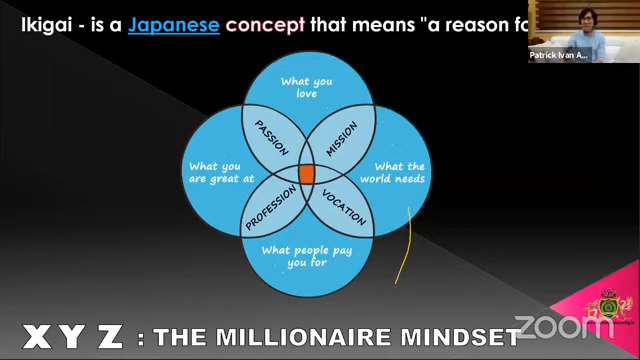 Ikigai - is a Japanese concept that means "a reason fo
Patrick Ivan A...
What you
love
PASSION
MISSION
What you
are great at
What the
world needs
PROFESSION
VOCATION
What people pay
you for
X Y Z : THE MILLIONAIRE MINDSET
zoom